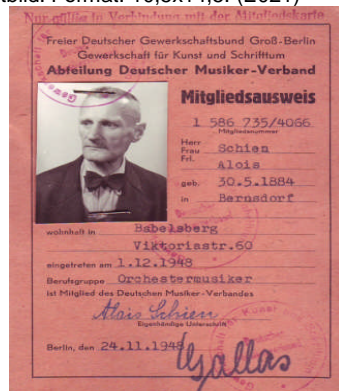 Nur gültig in Verbindung mit der Mitgliedskarte
Freier Deutscher Gewerkschaftsbund Groß-Berlin
Gewerkschaft für Kunst und Schrifttum
Abteilung Deutscher Musiker-Verband
Mitgliedsausweis
1 586 735/4066
Mitgliedsnummer
Herr
Frau Schien
Frl.
Alois
geb. 30.5.1884
in Bernsdorf
wohnhaft in Babelsberg
Viktoriastr.60
eingetreten am 1.12.1948
Berufsgruppe Orchestermusiker
ist Mitglied des Deutschen Musiker-Verbandes
Alois Schien
Eigenhändige Unterschrift
Berlin, den 24.11.1948
Gallas